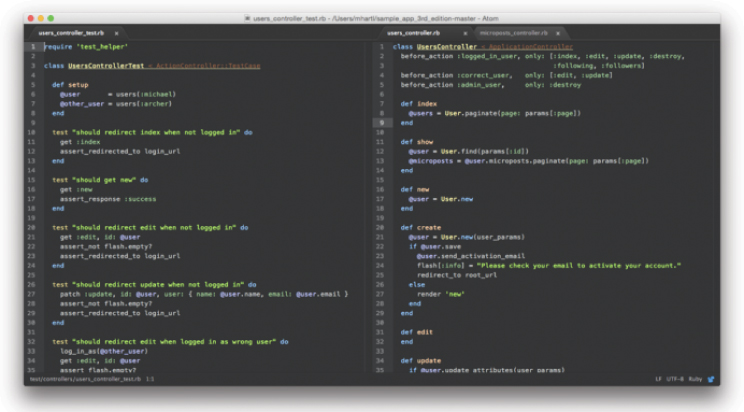 users_controller_test.rb - /Users/mhartl/sample_app_3rd_edition-master - Atom
users_controller_test.rb x
1 require 'test_helper'
2
3 class UsersControllerTest < ActionController::TestCase
4
5 def setup
6 @user = users(:michael)
7 @other_user = users(:archer)
8 end
9
10 test "should redirect index when not logged in" do
11 get :index
12 assert_redirected_to login_url
13 end
14
15 test "should get new" do
16 get :new
17 assert_response :success
18 end
19
20 test "should redirect edit when not logged in" do
21 get :edit, id: @user
22 assert_not flash.empty?
23 assert_redirected_to login_url
24 end
25
26 test "should redirect update when not logged in" do
27 patch :update, id: @user, user: { name: @user.name, email: @user.email }
28 assert_not flash.empty?
29 assert_redirected_to login_url
30 end
31
32 test "should redirect edit when logged in as wrong user" do
33 log_in_as(@other_user)
34 get :edit, id: @user
35 assert flash.empty?
users_controller.rb x microposts_controller.rb x
1 class UsersController < ApplicationController
2 before_action :logged_in_user, only: [:index, :edit, :update, :destroy,
3 :following, :followers]
4 before_action :correct_user, only: [:edit, :update]
5 before_action :admin_user, only: :destroy
6
7 def index
8 @users = User.paginate(page: params[:page])
9 end
10
11 def show
12 @user = User.find(params[:id])
13 @microposts = @user.microposts.paginate(page: params[:page])
14 end
15
16 def new
17 @user = User.new
18 end
19
20 def create
21 @user = User.new(user_params)
22 if @user.save
23 @user.send_activation_email
24 flash[:info] = "Please check your email to activate your account."
25 redirect_to root_url
26 else
27 render 'new'
28 end
29 end
30
31 def edit
32 end
33
34 def update
35 if @user.update_attributes(user_params)
test/controllers/users_controller_test.rb 1:1 LF UTF-8 Ruby